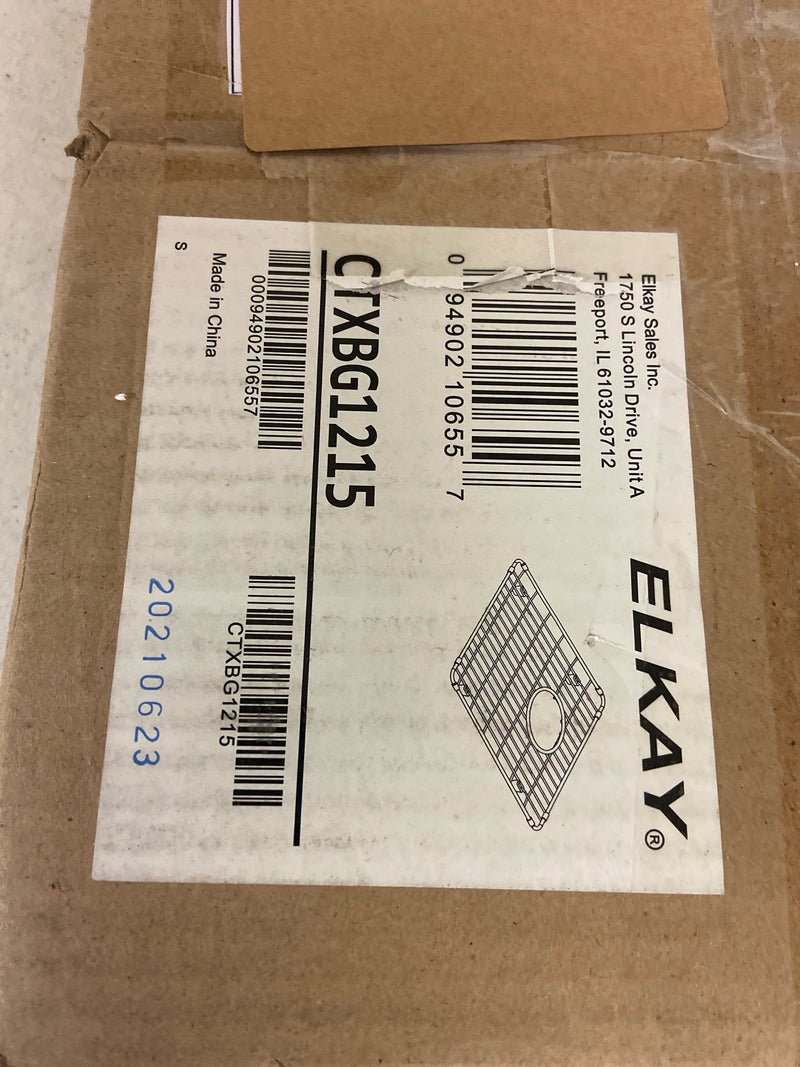 Elkay Sales Inc.
1750 S Lincoln Drive, Unit A
Freeport, IL 61032-9712
ELKAY®
0 94902 10655 7
CTXBG1215
00094902106557
CTXBG1215
Made in China
20210623
S